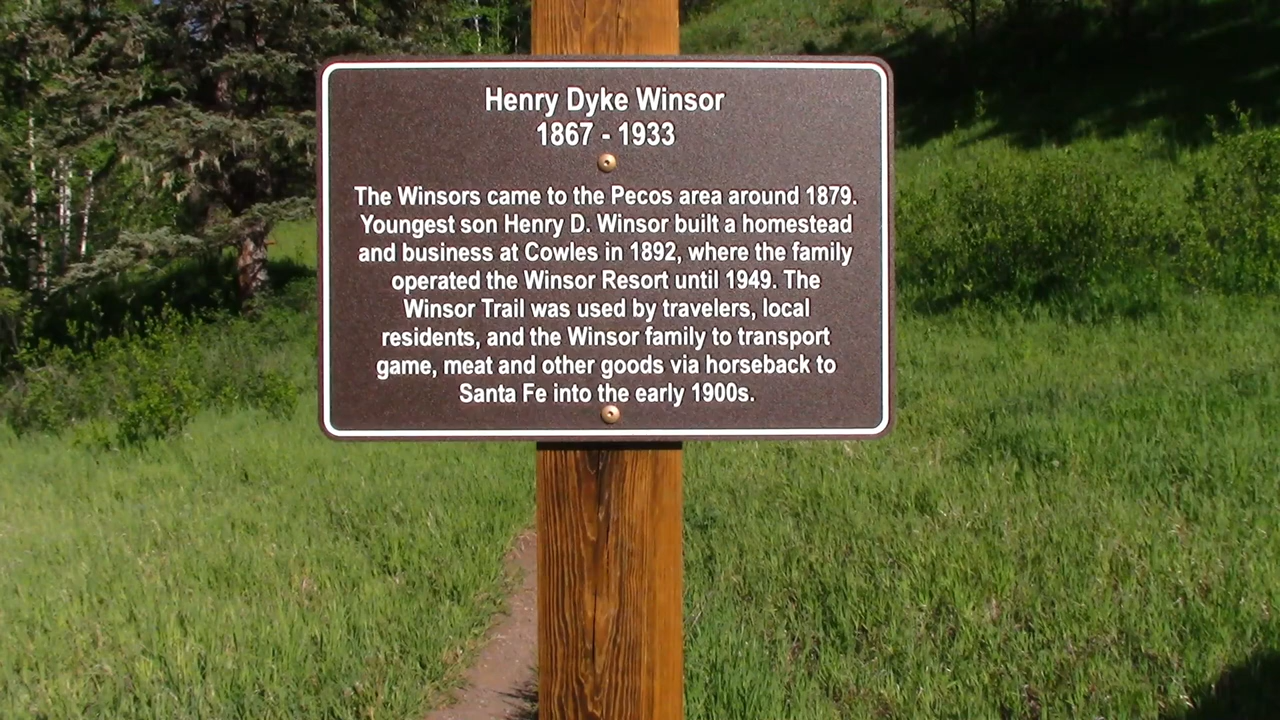 Henry Dyke Winsor
1867 - 1933
The Winsors came to the Pecos area around 1879.
Youngest son Henry D. Winsor built a homestead
and business at Cowles in 1892, where the family
operated the Winsor Resort until 1949. The
Winsor Trail was used by travelers, local
residents, and the Winsor family to transport
game, meat and other goods via horseback to
Santa Fe into the early 1900s.